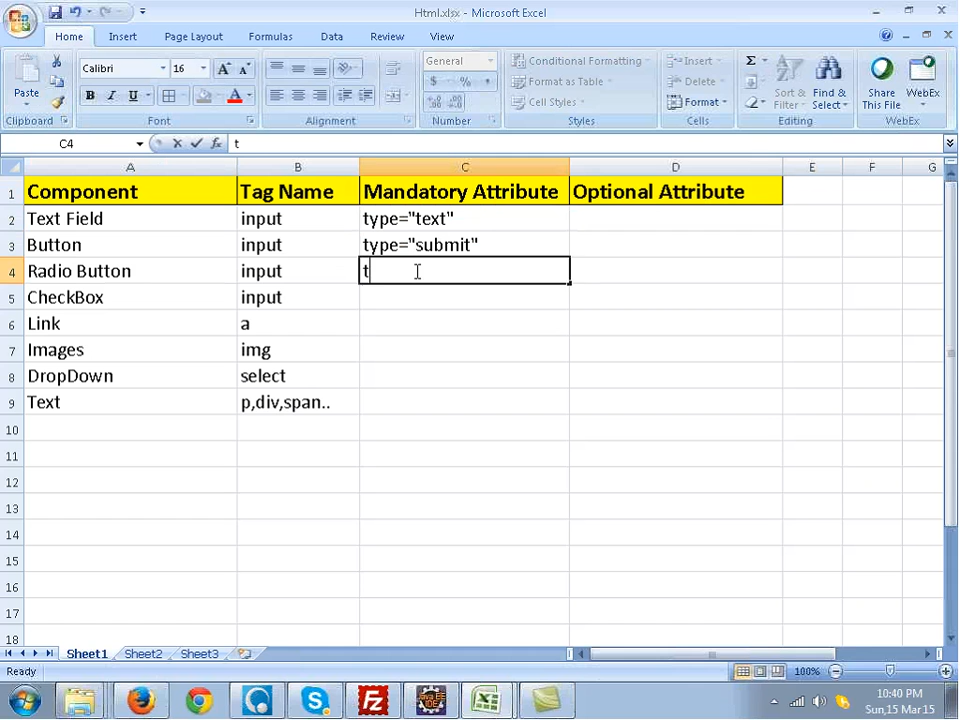 Html.xlsx - Microsoft Excel
Home Insert Page Layout Formulas Data Review View
Paste
Calibri 16
B I U
A A
General
$ % ,
Conditional Formatting
Format as Table
Cell Styles
Insert
Delete
Format
Σ
Sort & Filter
Find & Select
Share This File
WebEx
Clipboard Font Alignment Number Styles Cells Editing WebEx
C4 fx t
A B C D E F G
1 Component Tag Name Mandatory Attribute Optional Attribute
2 Text Field input type="text"
3 Button input type="submit"
4 Radio Button input t
5 CheckBox input
6 Link a
7 Images img
8 DropDown select
9 Text p,div,span..
10
11
12
13
14
15
16
17
18
Sheet1 Sheet2 Sheet3
Ready 100%
Java EE IDE
10:40 PM
Sun,15 Mar 15